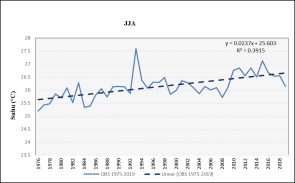 JJA
y = 0.0237x + 25.603
R² = 0.3915
Suhu (°C)
28
27.5
27
26.5
26
25.5
25
24.5
24
23.5
1976 1978 1980 1982 1984 1986 1988 1990 1992 1994 1996 1998 2000 2002 2004 2006 2008 2010 2012 2014 2016 2018
OBS 1975-2019 Linear (OBS 1975-2019)